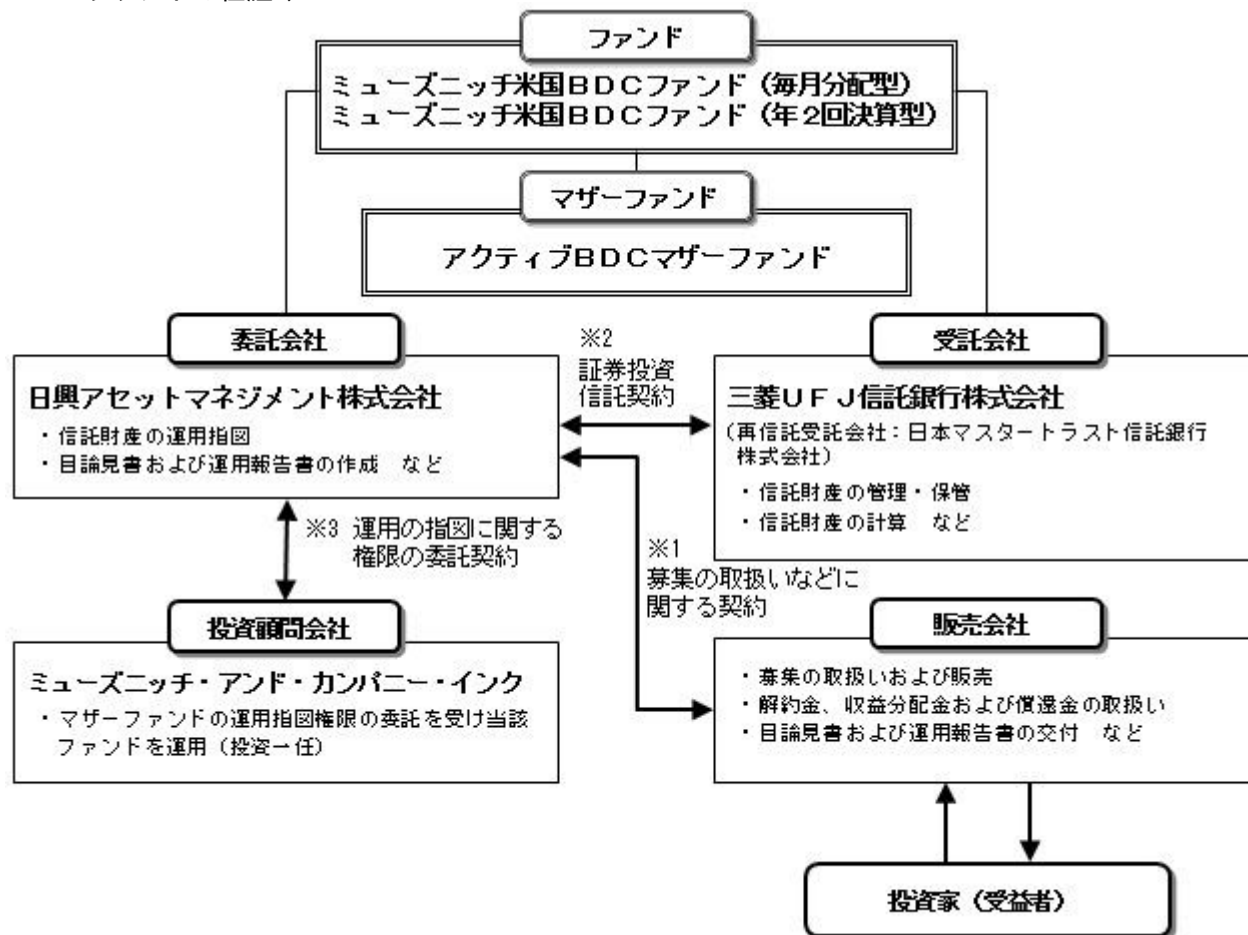 ファンド
ミューズニッチ米国ＢＤＣファンド（毎月分配型）
ミューズニッチ米国ＢＤＣファンド（年２回決算型）
マザーファンド
アクティブＢＤＣマザーファンド
委託会社
日興アセットマネジメント株式会社
・信託財産の運用指図
・目論見書および運用報告書の作成　など
※2
証券投資
信託契約
受託会社
三菱ＵＦＪ信託銀行株式会社
（再信託受託会社：日本マスタートラスト信託銀行
株式会社）
・信託財産の管理・保管
・信託財産の計算　など
※3 運用の指図に関する
権限の委託契約
※1
募集の取扱いなどに
関する契約
投資顧問会社
ミューズニッチ・アンド・カンパニー・インク
・マザーファンドの運用指図権限の委託を受け当該
ファンドを運用（投資一任）
販売会社
・募集の取扱いおよび販売
・解約金、収益分配金および償還金の取扱い
・目論見書および運用報告書の交付　など
投資家（受益者）